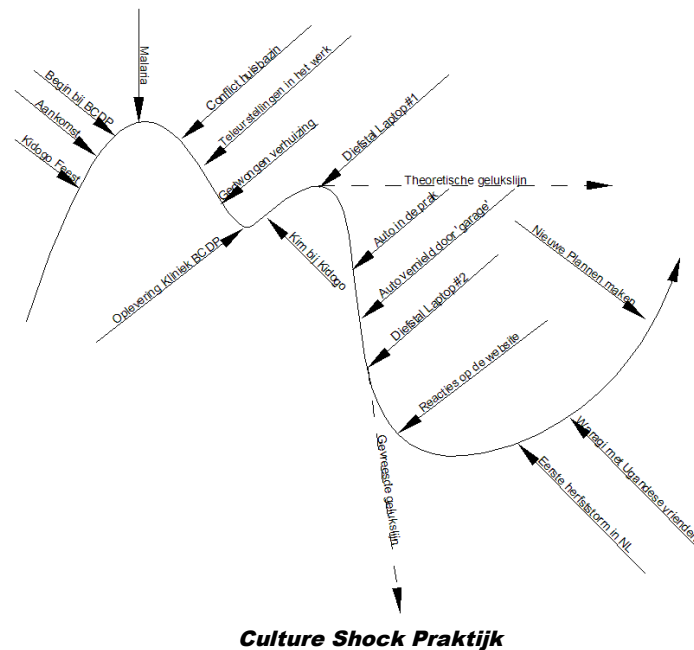 Malaria
Begin bij BCDP
Aankomst
Kidogo Feest
Conflict huisbazin
Teleurstellingen in het werk
Gedwongen verhuizing
Diefstal Laptop #1
Theoretische gelukslijn
Oplevering Kliniek BCDP
Kim bij Kidogo
Auto in de prak
Auto vernield door 'garage'
Diefstal Laptop #2
Reacties op de website
Nieuwe Plannen maken
Gevreesde gelukslijn
Waragi met Ugandese vrienden
Eerste herfststorm in NL
Culture Shock Praktijk